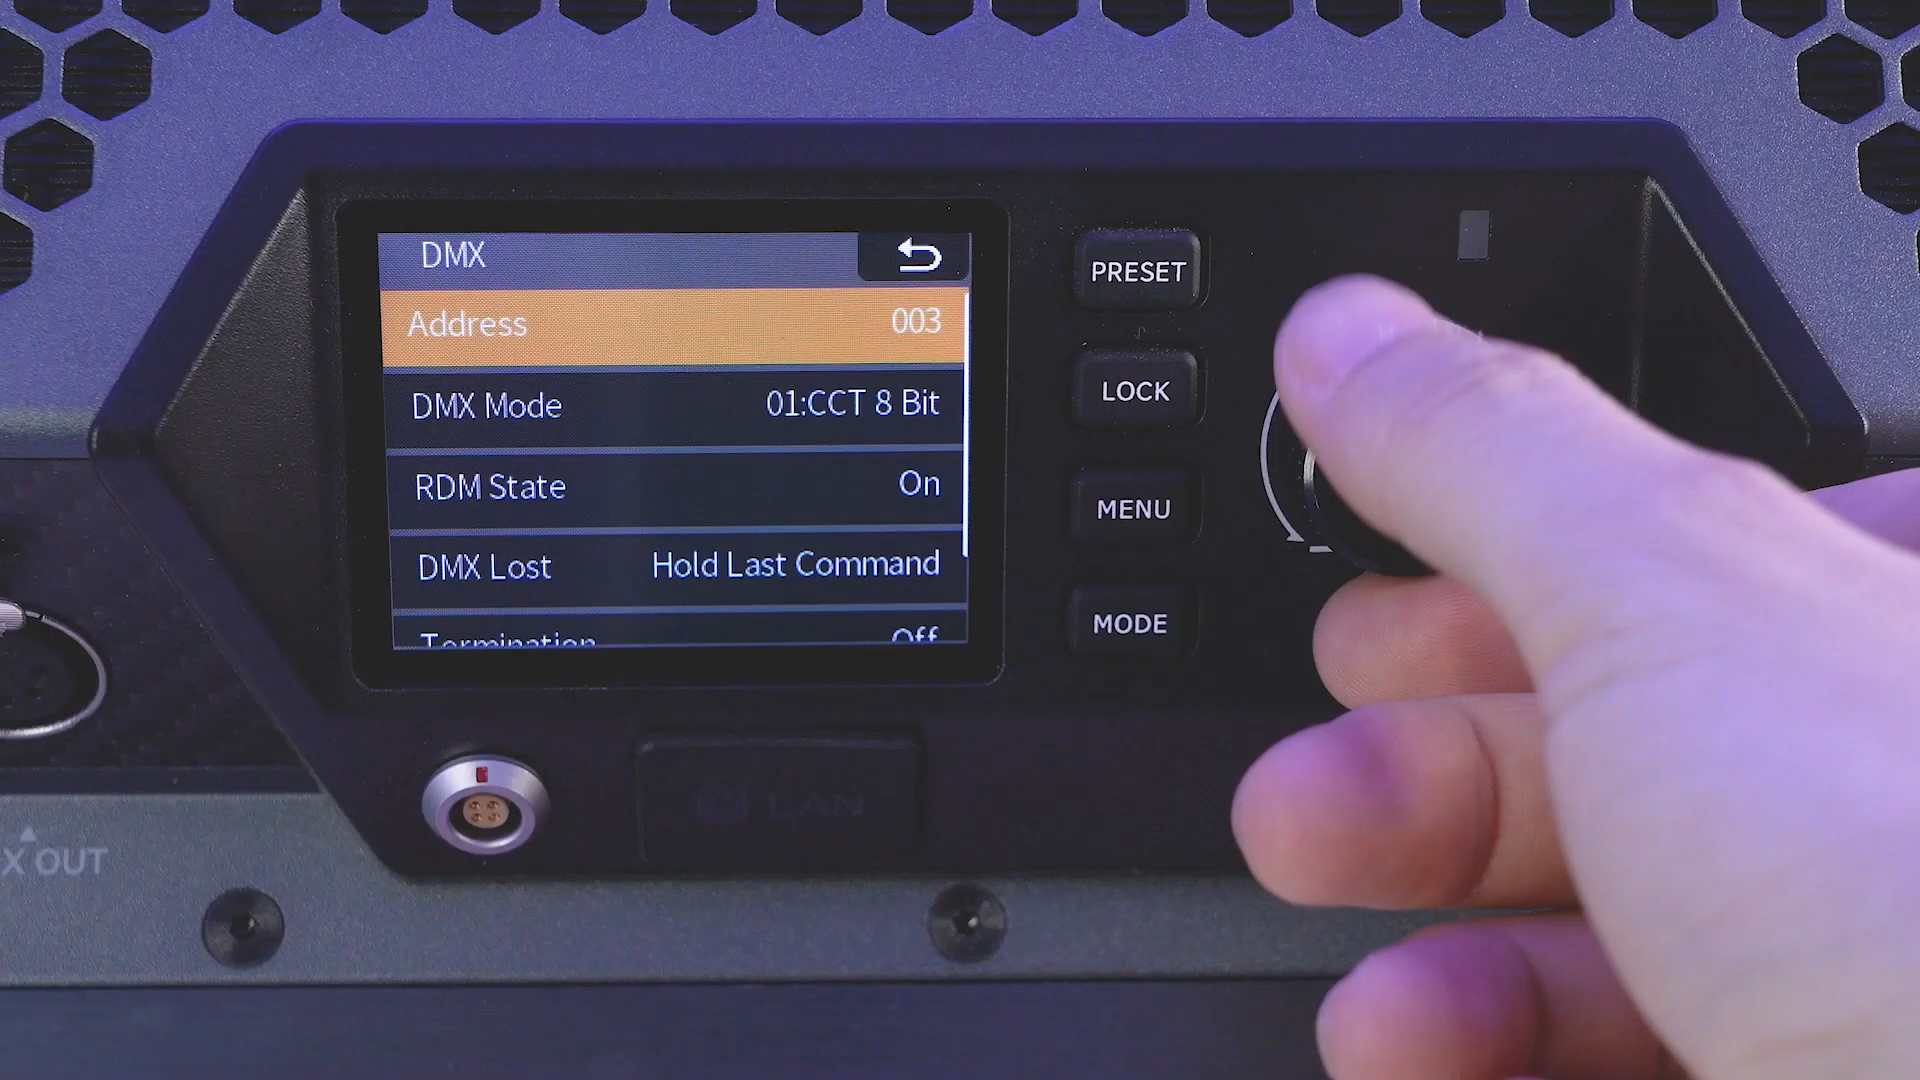 DMX
Address 003
DMX Mode 01:CCT 8 Bit
RDM State On
DMX Lost Hold Last Command
Termination Off
PRESET
LOCK
MENU
MODE
LAN
X OUT